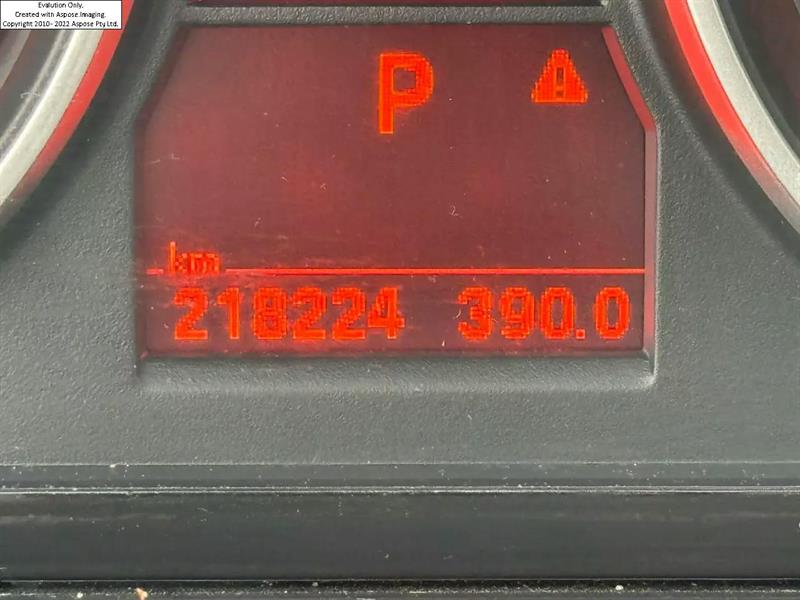 Evalution Only.
Created with Aspose.Imaging.
Copyright 2010- 2022 Aspose Pty Ltd.
P
km
218224 390.0